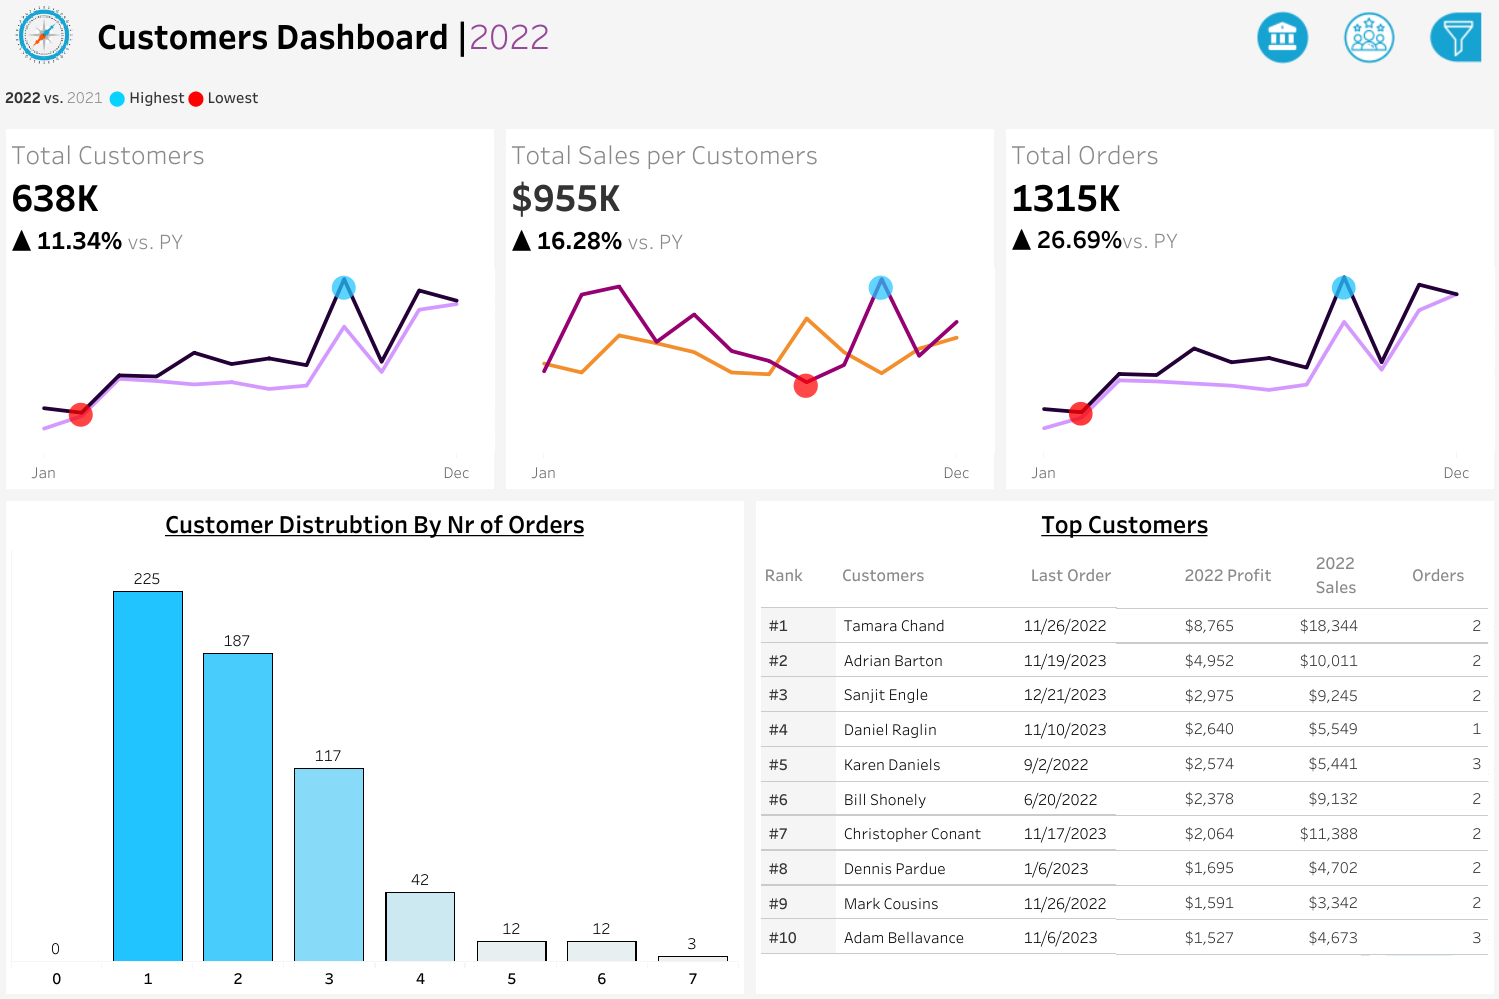 Customers Dashboard |2022
2022 vs. 2021 Highest Lowest
Total Customers
638K
▲ 11.34% vs. PY
Jan Dec
Total Sales per Customers
$955K
▲ 16.28% vs. PY
Jan Dec
Total Orders
1315K
▲ 26.69%vs. PY
Jan Dec
Customer Distrubtion By Nr of Orders
225
187
117
42
12
12
3
0
0 1 2 3 4 5 6 7
Top Customers
Rank Customers Last Order 2022 Profit 2022 Sales Orders
#1 Tamara Chand 11/26/2022 $8,765 $18,344 2
#2 Adrian Barton 11/19/2023 $4,952 $10,011 2
#3 Sanjit Engle 12/21/2023 $2,975 $9,245 2
#4 Daniel Raglin 11/10/2023 $2,640 $5,549 1
#5 Karen Daniels 9/2/2022 $2,574 $5,441 3
#6 Bill Shonely 6/20/2022 $2,378 $9,132 2
#7 Christopher Conant 11/17/2023 $2,064 $11,388 2
#8 Dennis Pardue 1/6/2023 $1,695 $4,702 2
#9 Mark Cousins 11/26/2022 $1,591 $3,342 2
#10 Adam Bellavance 11/6/2023 $1,527 $4,673 3